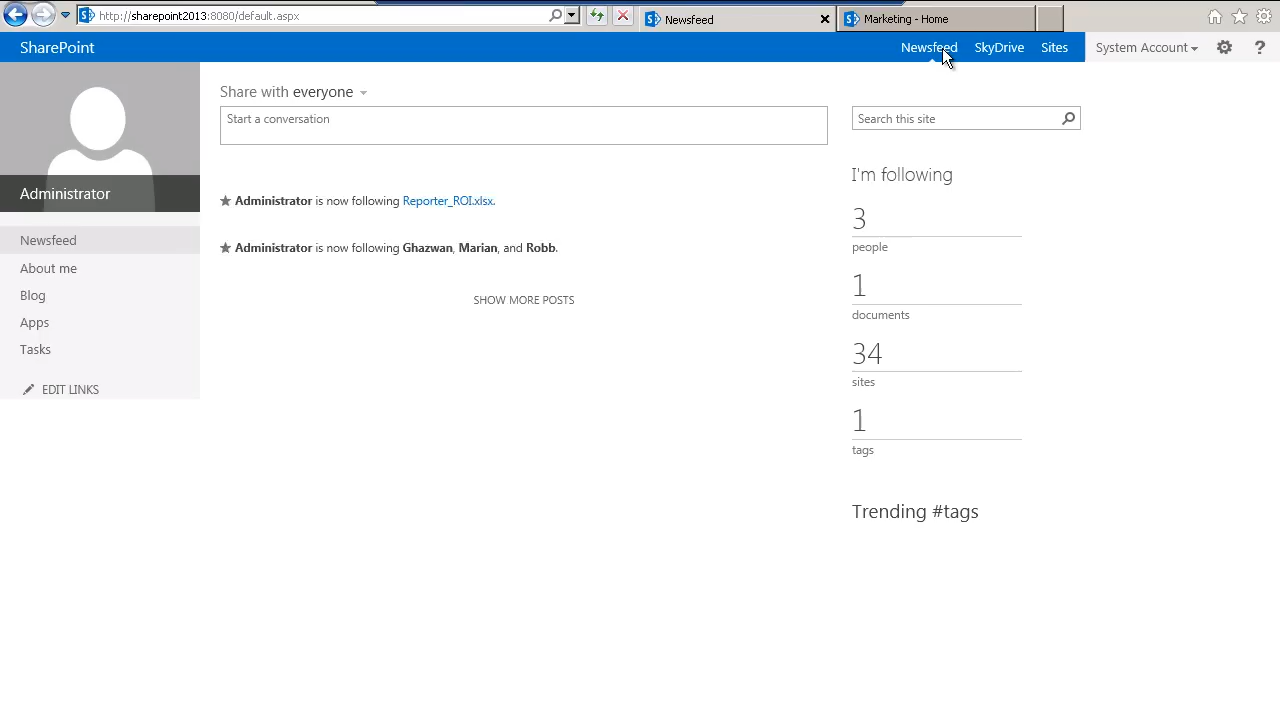 http://sharepoint2013:8080/default.aspx
Newsfeed
Marketing - Home
SharePoint
Newsfeed
SkyDrive
Sites
System Account
?
Share with everyone
Start a conversation
Search this site
Administrator
Administrator is now following Reporter_ROI.xlsx.
Administrator is now following Ghazwan, Marian, and Robb.
SHOW MORE POSTS
Newsfeed
About me
Blog
Apps
Tasks
EDIT LINKS
I'm following
3
people
1
documents
34
sites
1
tags
Trending #tags